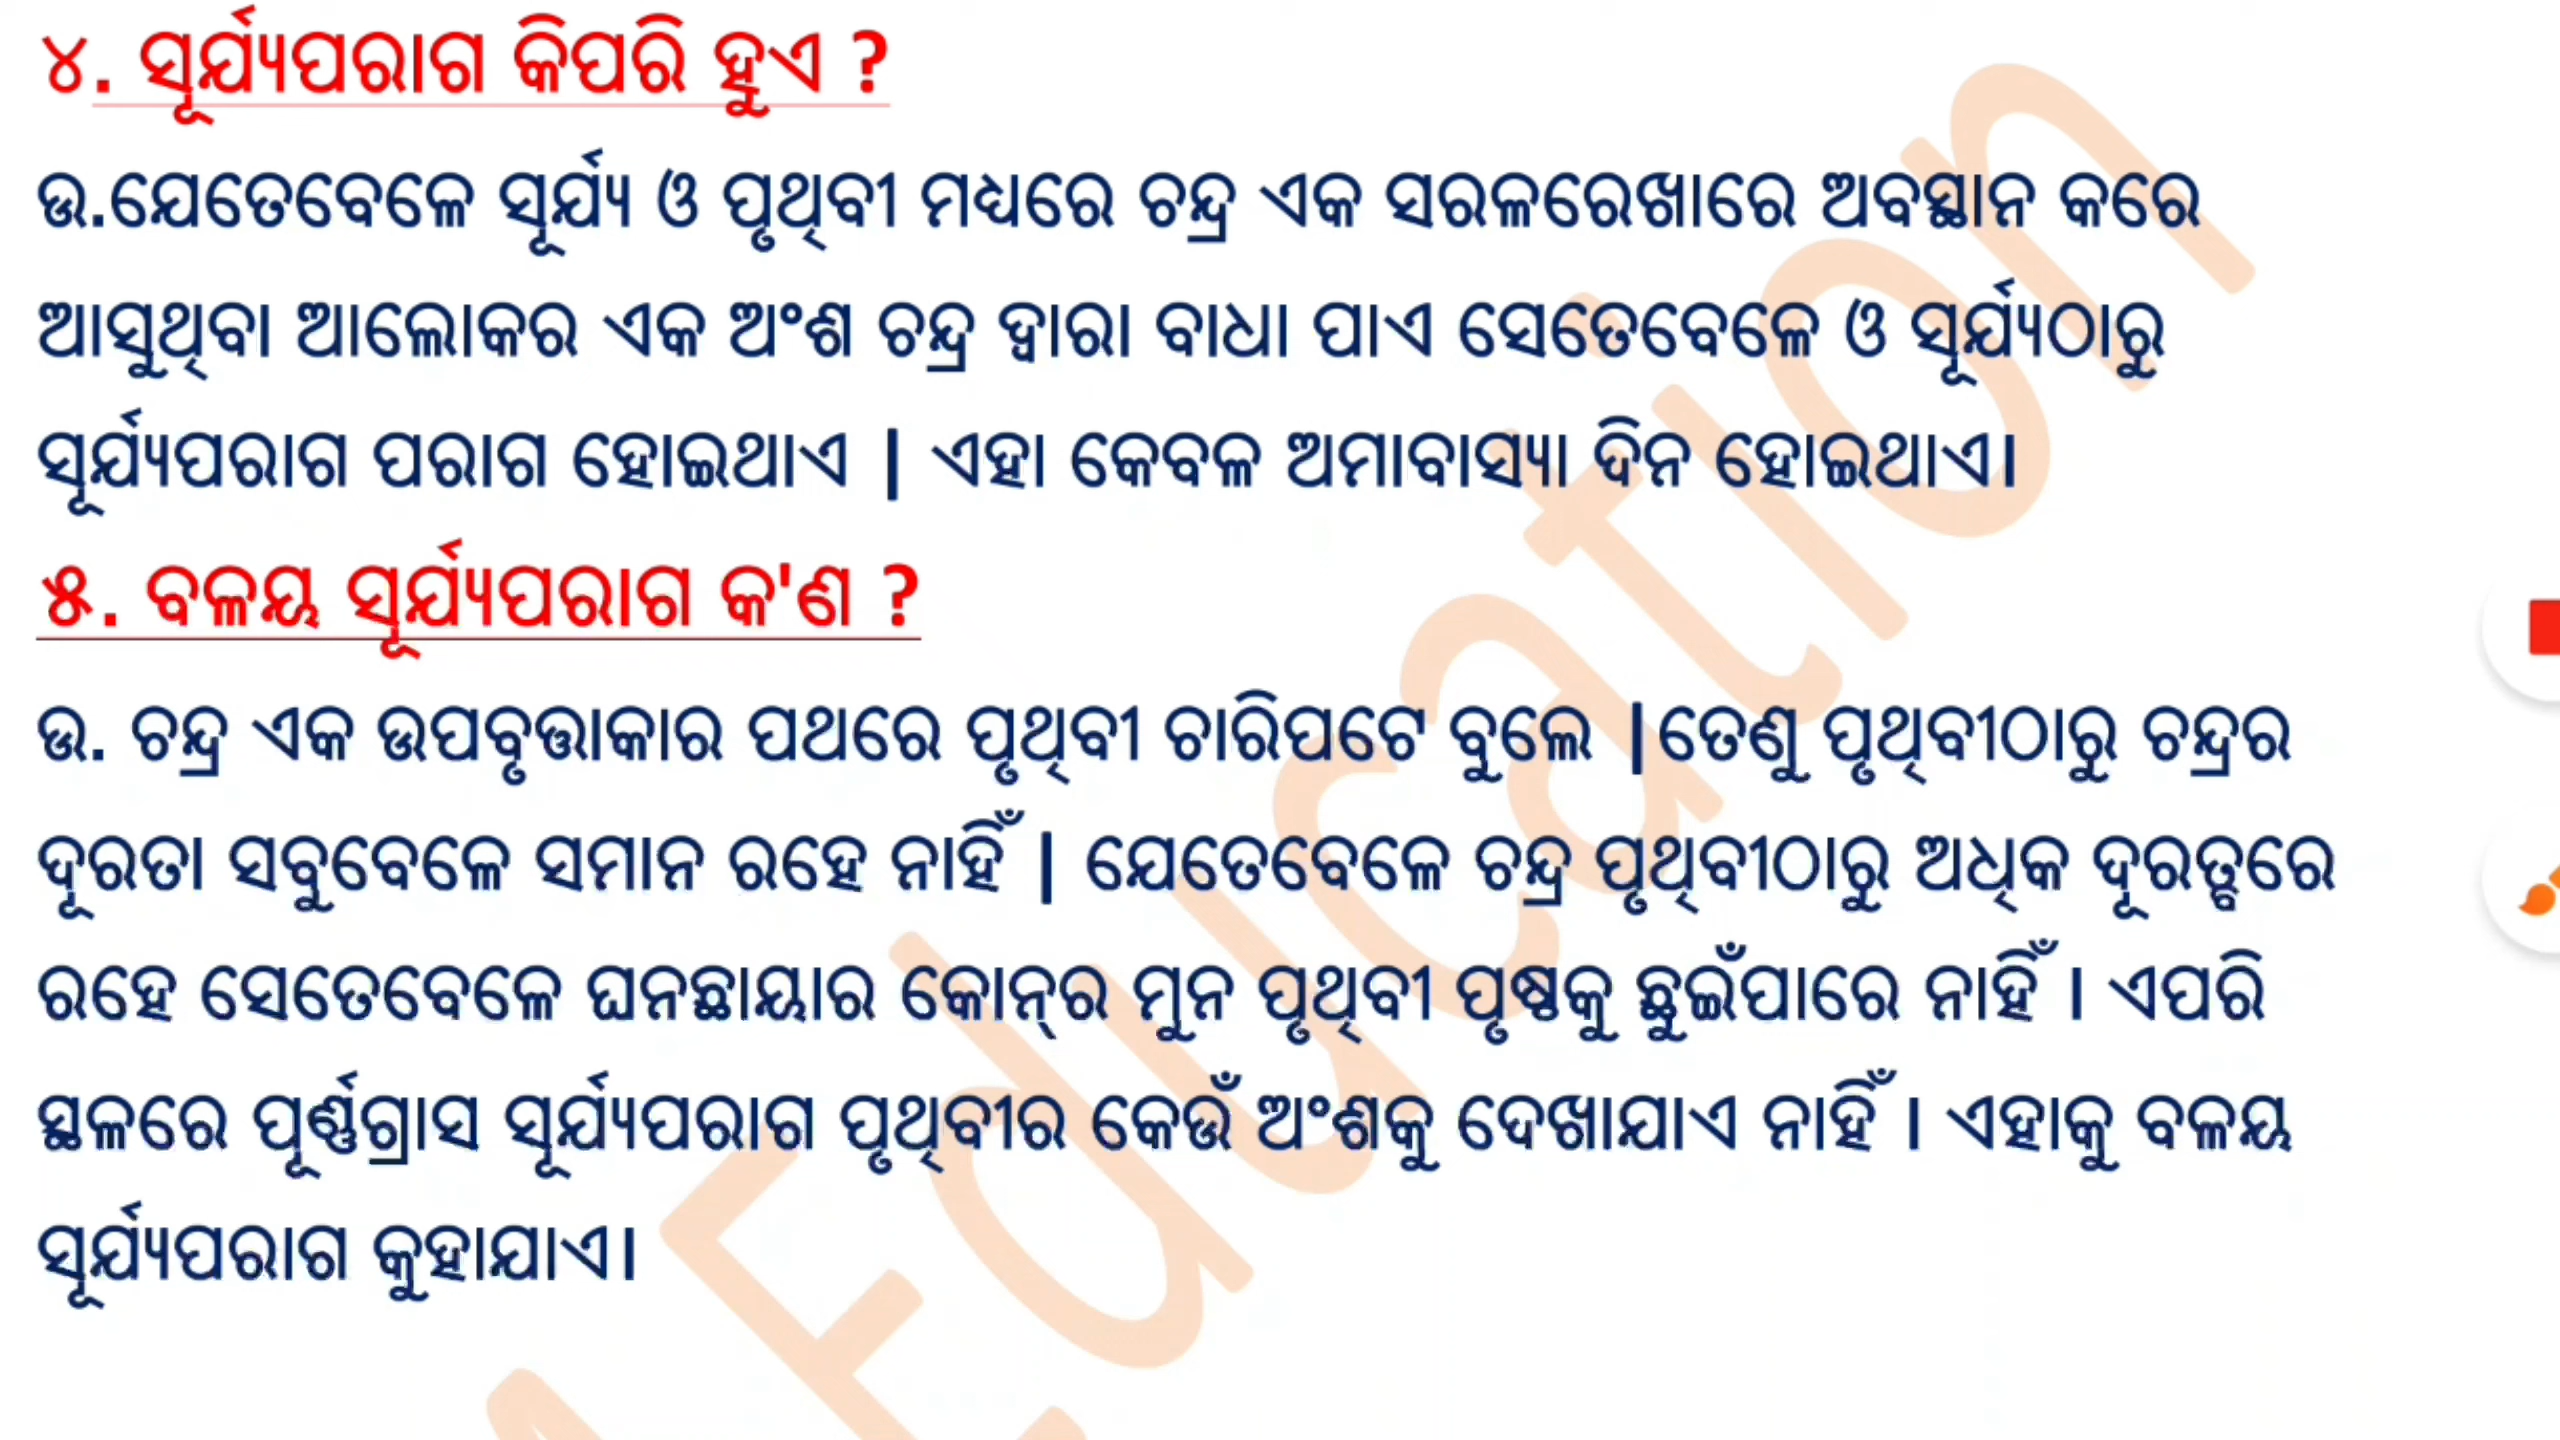 ୪. ସୂର୍ଯ୍ୟପରାଗ କିପରି ହୁଏ ?
ଉ.ଯେତେବେଳେ ସୂର୍ଯ୍ୟ ଓ ପୃଥିବୀ ମଧ୍ୟରେ ଚନ୍ଦ୍ର ଏକ ସରଳରେଖାରେ ଅବସ୍ଥାନ କରେ
ଆସୁଥିବା ଆଲୋକର ଏକ ଅଂଶ ଚନ୍ଦ୍ର ଦ୍ୱାରା ବାଧା ପାଏ ସେତେବେଳେ ଓ ସୂର୍ଯ୍ୟଠାରୁ
ସୂର୍ଯ୍ୟପରାଗ ପରାଗ ହୋଇଥାଏ | ଏହା କେବଳ ଅମାବାସ୍ୟା ଦିନ ହୋଇଥାଏ।
୫. ବଳୟ ସୂର୍ଯ୍ୟପରାଗ କ'ଣ ?
ଉ. ଚନ୍ଦ୍ର ଏକ ଉପବୃତ୍ତାକାର ପଥରେ ପୃଥିବୀ ଚାରିପଟେ ବୁଲେ |ତେଣୁ ପୃଥିବୀଠାରୁ ଚନ୍ଦ୍ରର
ଦୂରତା ସବୁବେଳେ ସମାନ ରହେ ନାହିଁ | ଯେତେବେଳେ ଚନ୍ଦ୍ର ପୃଥିବୀଠାରୁ ଅଧିକ ଦୂରତ୍ୱରେ
ରହେ ସେତେବେଳେ ଘନଛାୟାର କୋନ୍‌ର ମୁନ ପୃଥିବୀ ପୃଷ୍ଠକୁ ଛୁଇଁପାରେ ନାହିଁ । ଏପରି
ସ୍ଥଳରେ ପୂର୍ଣ୍ଣଗ୍ରାସ ସୂର୍ଯ୍ୟପରାଗ ପୃଥିବୀର କେଉଁ ଅଂଶକୁ ଦେଖାଯାଏ ନାହିଁ । ଏହାକୁ ବଳୟ
ସୂର୍ଯ୍ୟପରାଗ କୁହାଯାଏ।
Education